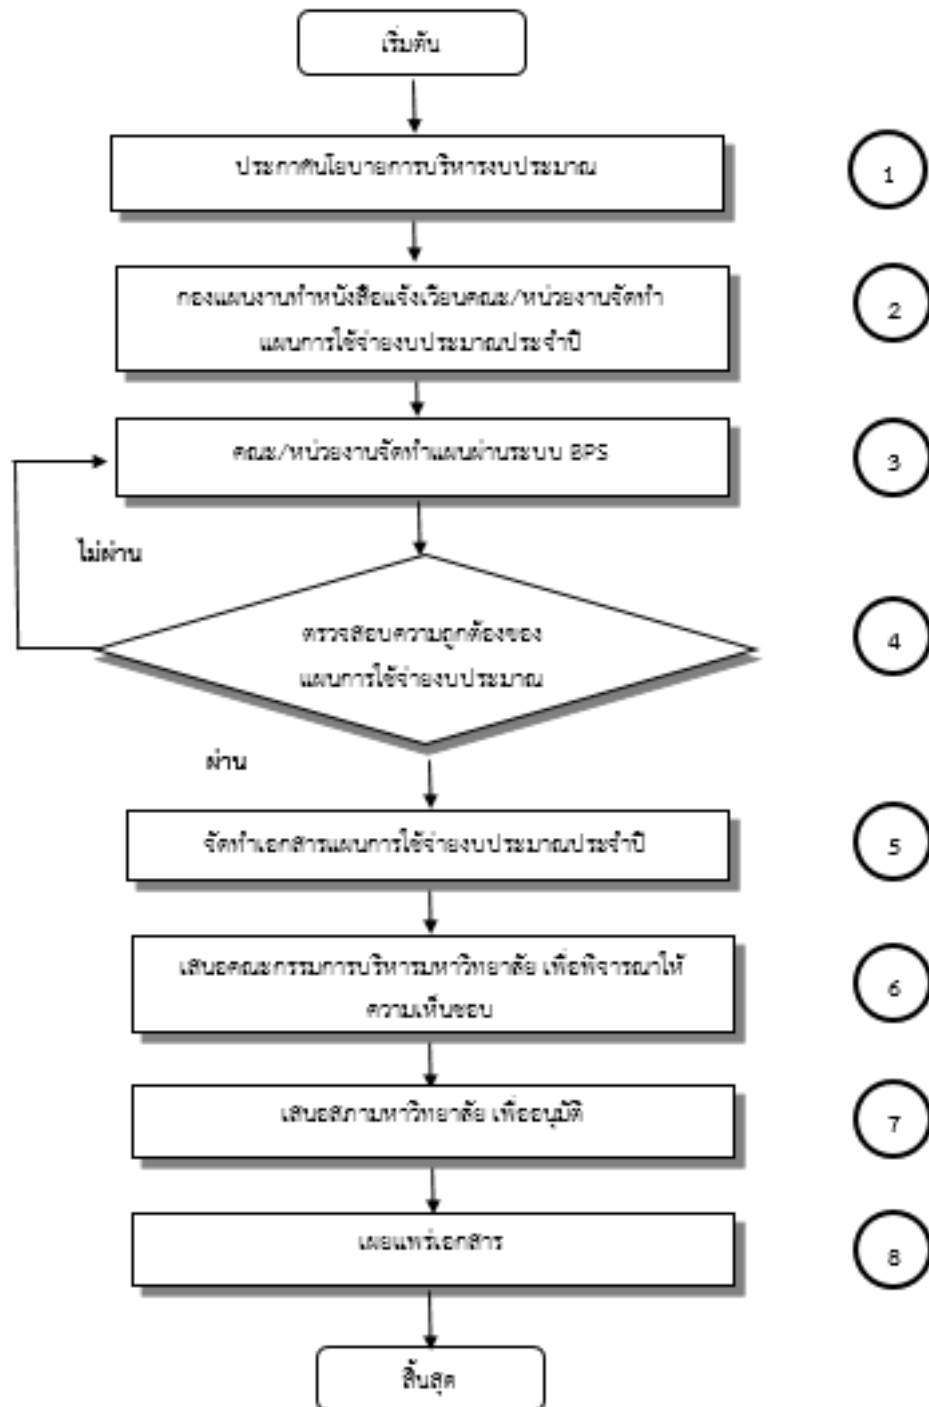 เริ่มต้น
ประกาศนโยบายการบริหารงบประมาณ
1
กองแผนงานทำหนังสือแจ้งเวียนคณะ/หน่วยงานจัดทำ
แผนการใช้จ่ายงบประมาณประจำปี
2
คณะ/หน่วยงานจัดทำแผนผ่านระบบ BPS
3
ไม่ผ่าน
ตรวจสอบความถูกต้องของ
แผนการใช้จ่ายงบประมาณ
4
ผ่าน
จัดทำเอกสารแผนการใช้จ่ายงบประมาณประจำปี
5
เสนอคณะกรรมการบริหารมหาวิทยาลัย เพื่อพิจารณาให้
ความเห็นชอบ
6
เสนอสภามหาวิทยาลัย เพื่ออนุมัติ
7
เผยแพร่เอกสาร
8
สิ้นสุด